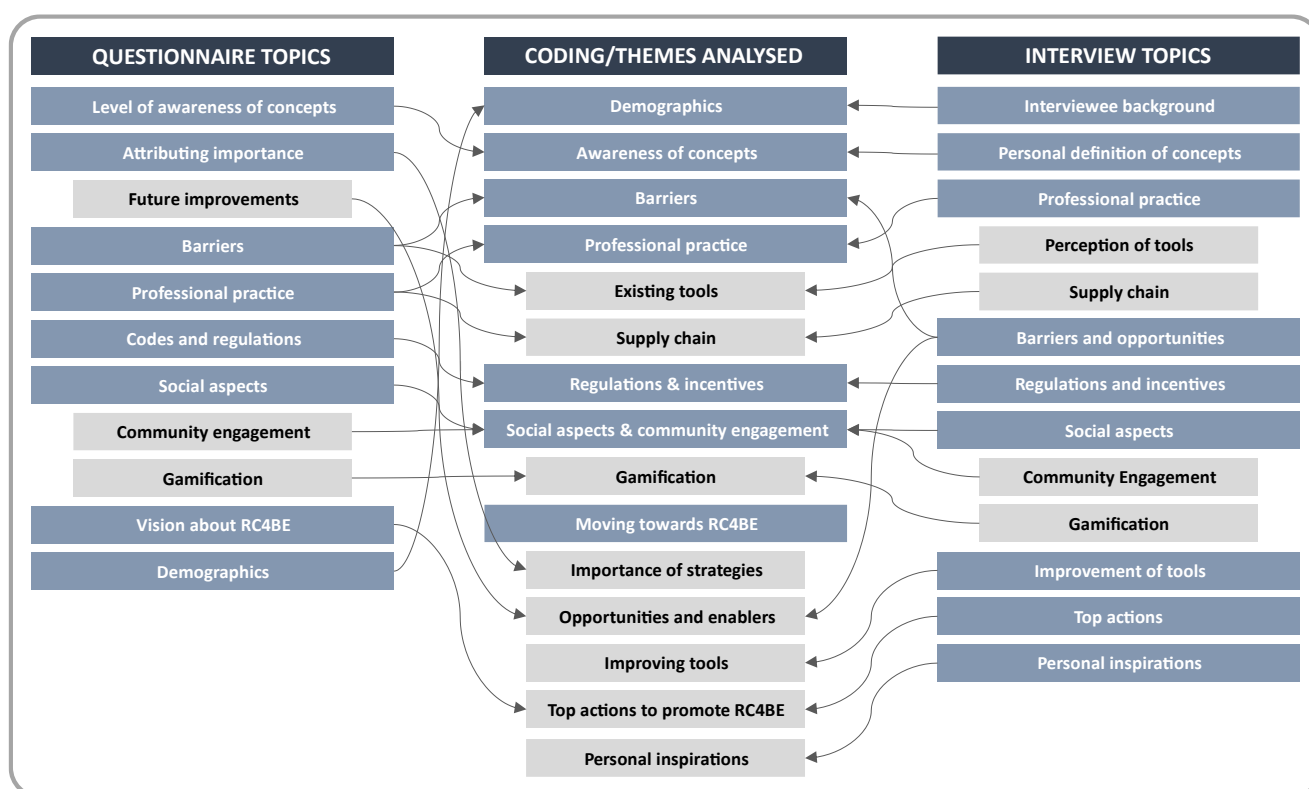 QUESTIONNAIRE TOPICS
Level of awareness of concepts
Attributing importance
Future improvements
Barriers
Professional practice
Codes and regulations
Social aspects
Community engagement
Gamification
Vision about RC4BE
Demographics
CODING/THEMES ANALYSED
Demographics
Awareness of concepts
Barriers
Professional practice
Existing tools
Supply chain
Regulations & incentives
Social aspects & community engagement
Gamification
Moving towards RC4BE
Importance of strategies
Opportunities and enablers
Improving tools
Top actions to promote RC4BE
Personal inspirations
INTERVIEW TOPICS
Interviewee background
Personal definition of concepts
Professional practice
Perception of tools
Supply chain
Barriers and opportunities
Regulations and incentives
Social aspects
Community Engagement
Gamification
Improvement of tools
Top actions
Personal inspirations